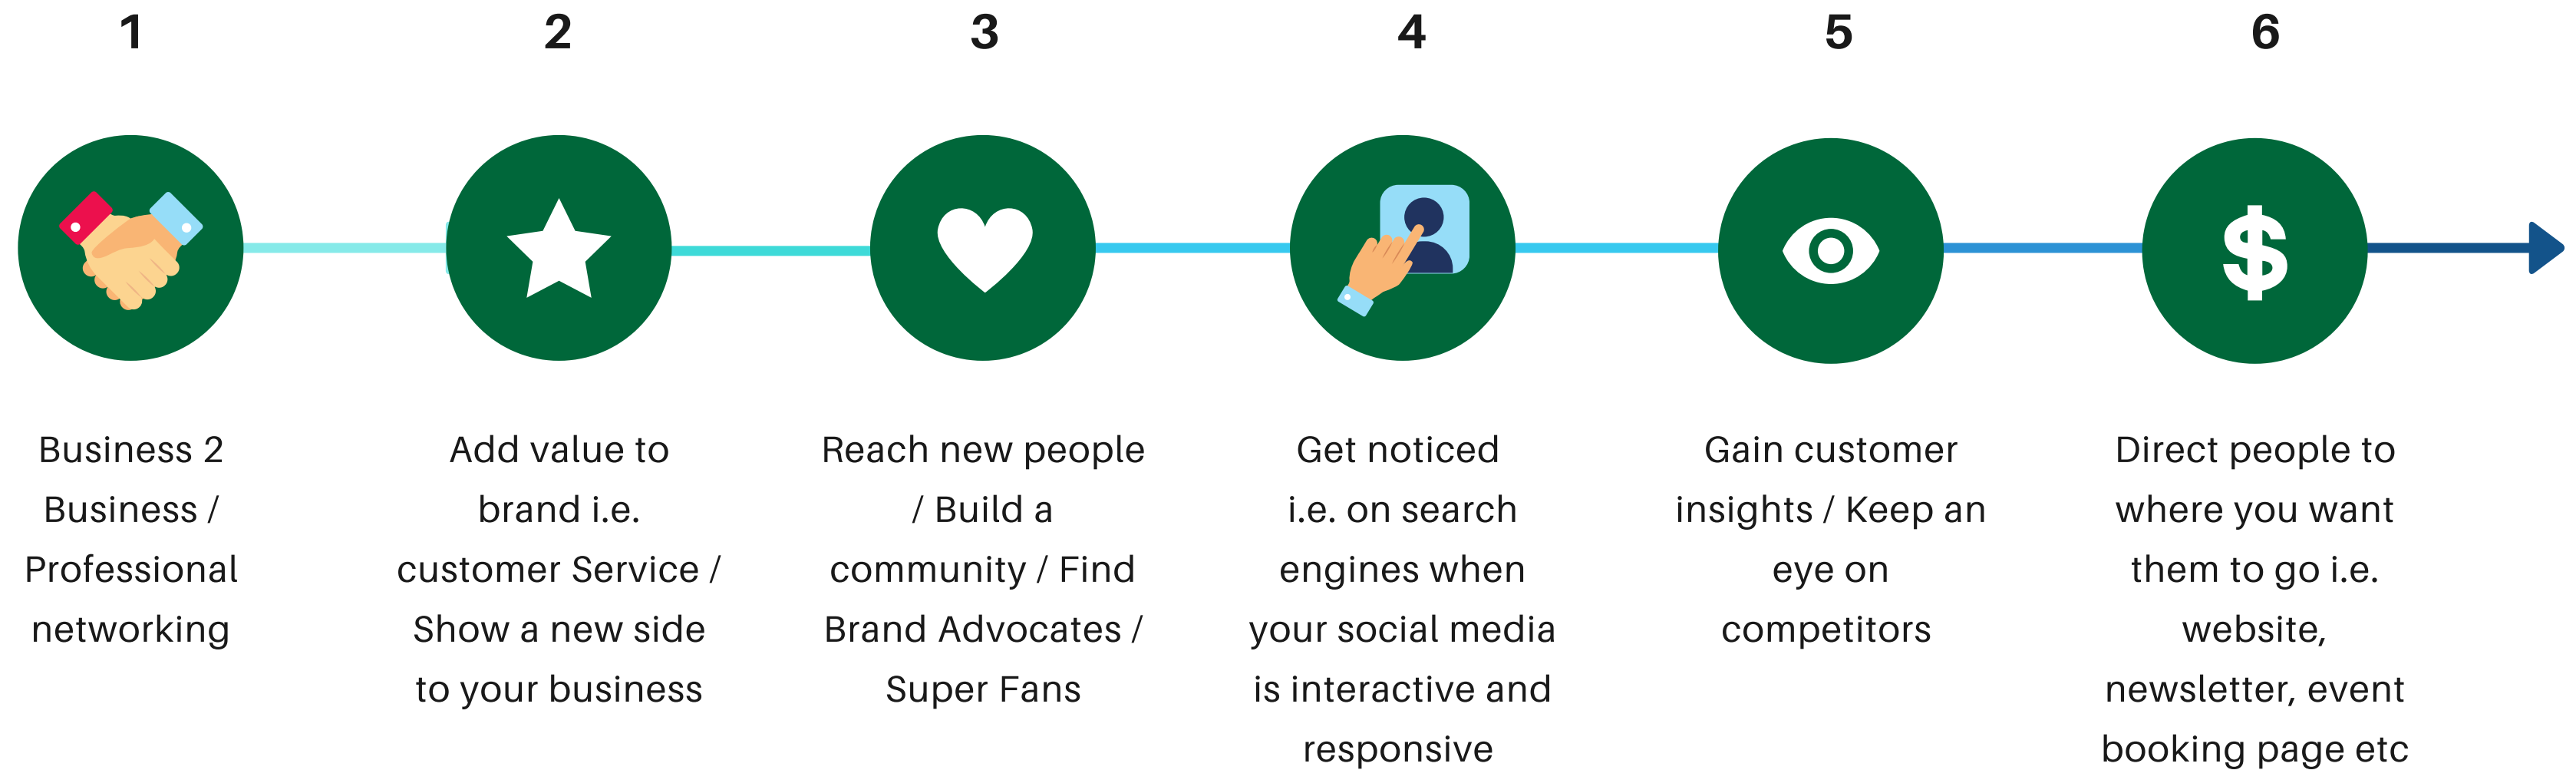 1
2
3
4
5
6
Business 2
Business /
Professional
networking
Add value to
brand i.e.
customer Service /
Show a new side
to your business
Reach new people
/ Build a
community / Find
Brand Advocates /
Super Fans
Get noticed
i.e. on search
engines when
your social media
is interactive and
responsive
Gain customer
insights / Keep an
eye on
competitors
Direct people to
where you want
them to go i.e.
website,
newsletter, event
booking page etc